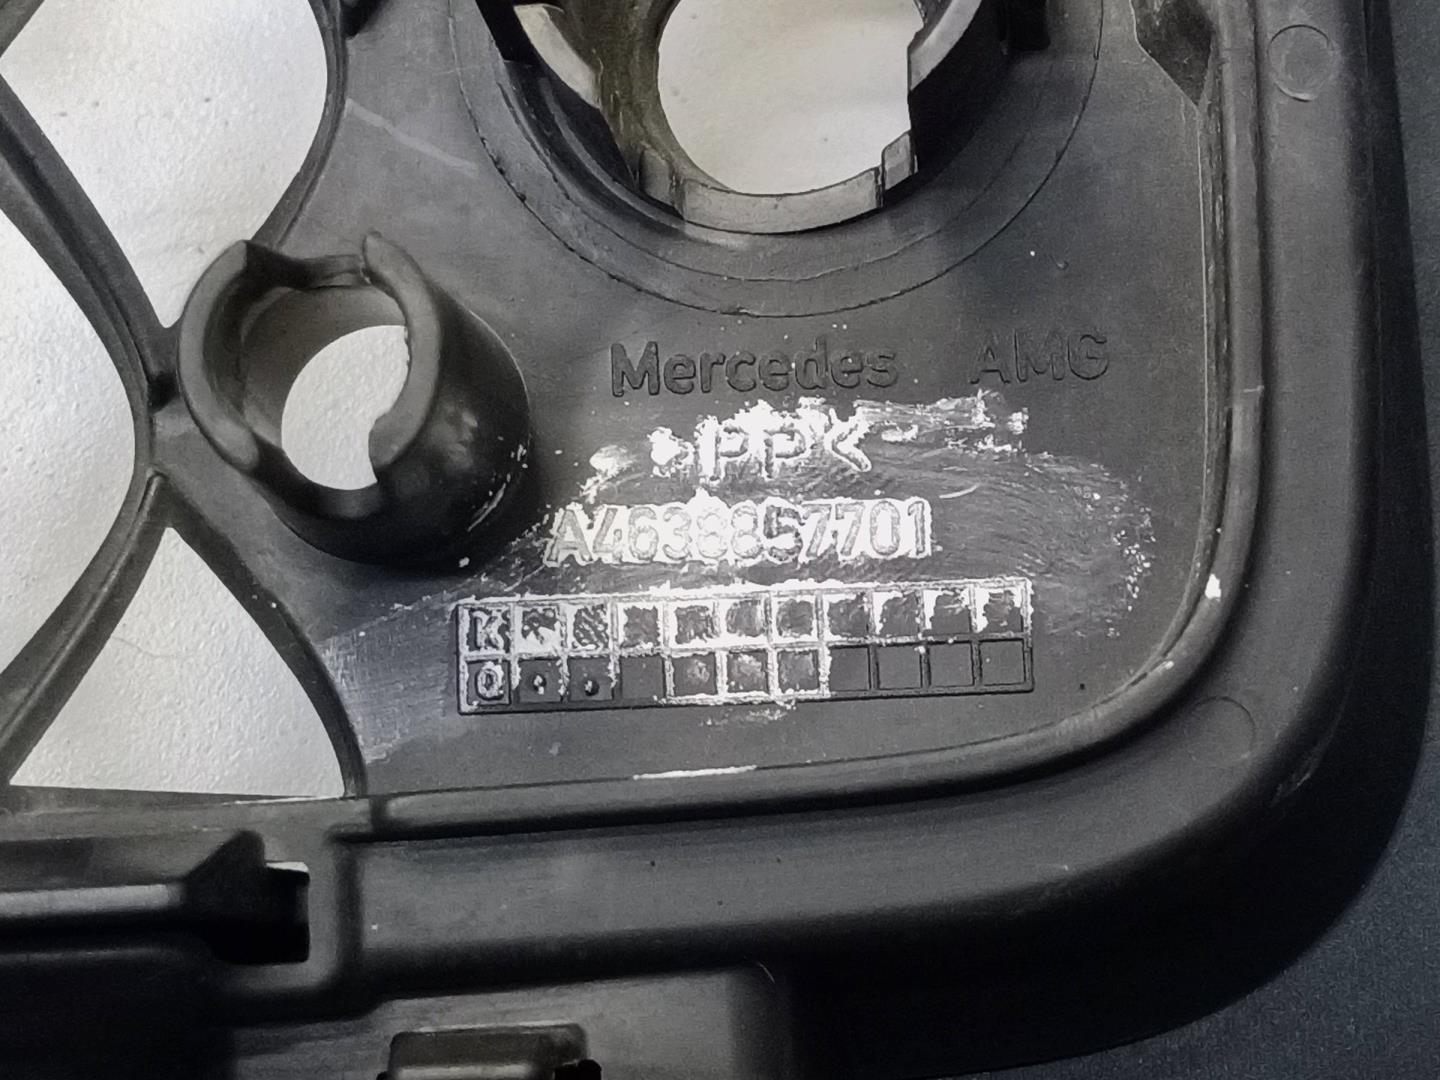 Mercedes AMG
>PP<
A4638857701
K
Q